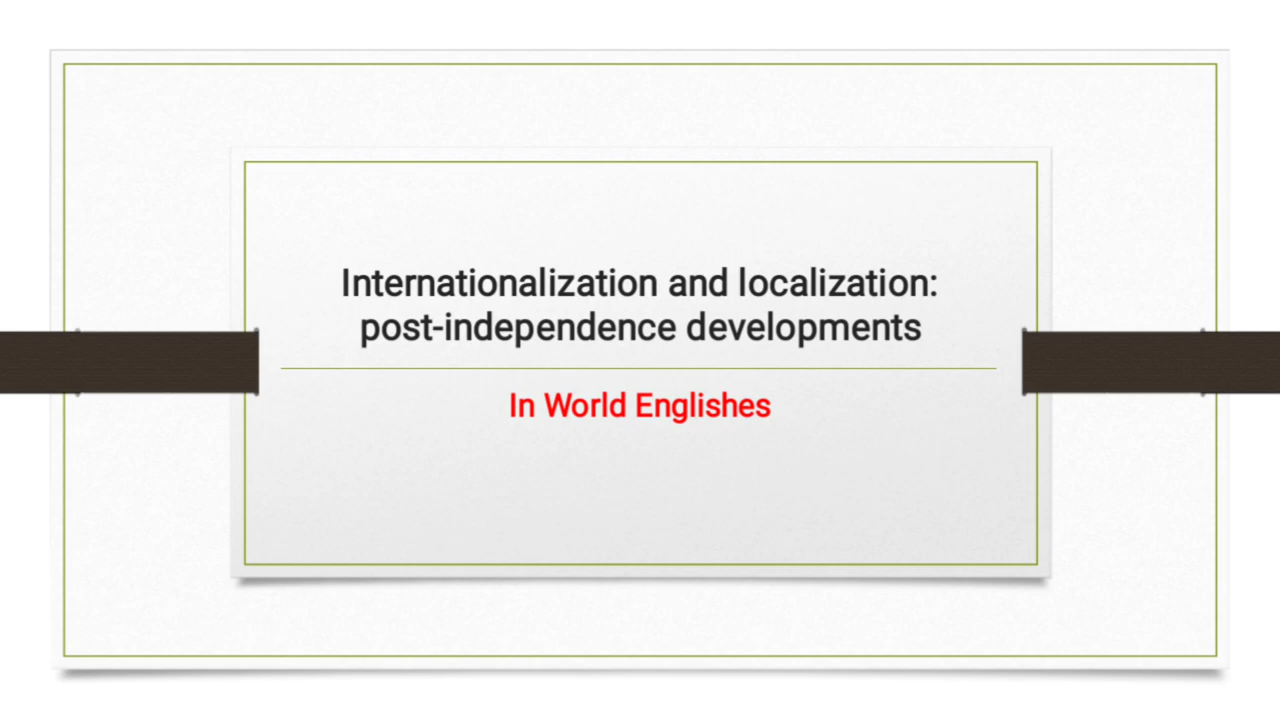 Internationalization and localization:
post-independence developments
In World Englishes